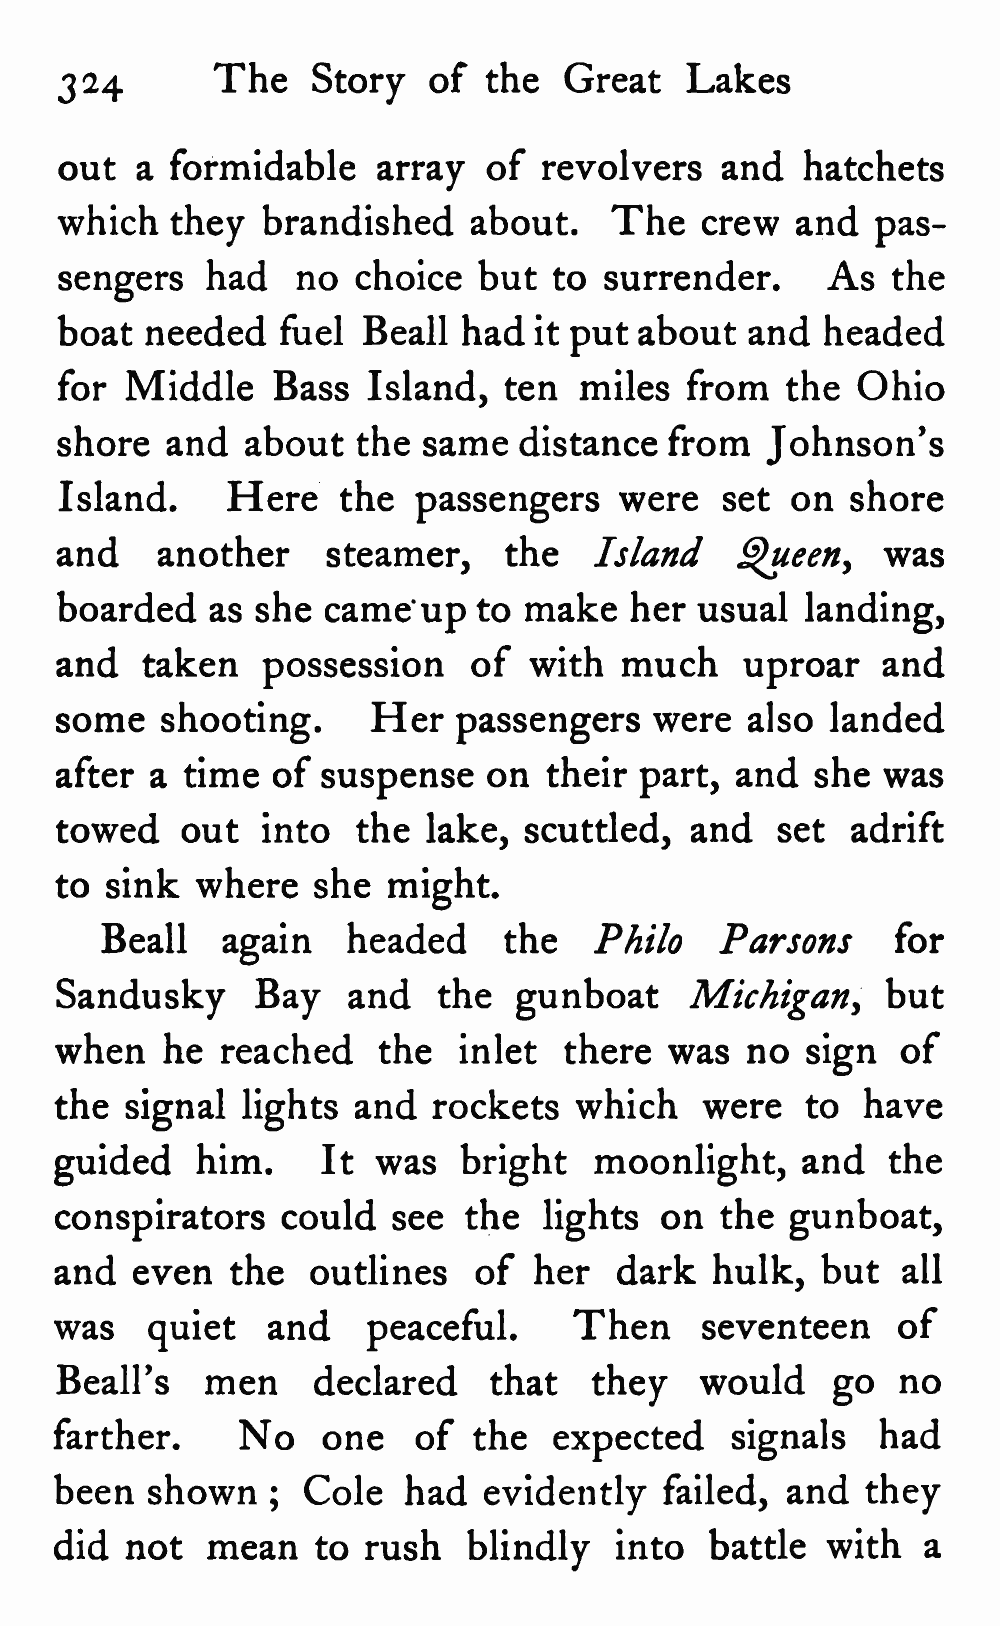 324 The Story of the Great Lakes
out a formidable array of revolvers and hatchets
which they brandished about. The crew and pas-
sengers had no choice but to surrender. As the
boat needed fuel Beall had it put about and headed
for Middle Bass Island, ten miles from the Ohio
shore and about the same distance from Johnson's
Island. Here the passengers were set on shore
and another steamer, the Island Queen, was
boarded as she came up to make her usual landing,
and taken possession of with much uproar and
some shooting. Her passengers were also landed
after a time of suspense on their part, and she was
towed out into the lake, scuttled, and set adrift
to sink where she might.
Beall again headed the Philo Parsons for
Sandusky Bay and the gunboat Michigan, but
when he reached the inlet there was no sign of
the signal lights and rockets which were to have
guided him. It was bright moonlight, and the
conspirators could see the lights on the gunboat,
and even the outlines of her dark hulk, but all
was quiet and peaceful. Then seventeen of
Beall's men declared that they would go no
farther. No one of the expected signals had
been shown ; Cole had evidently failed, and they
did not mean to rush blindly into battle with a